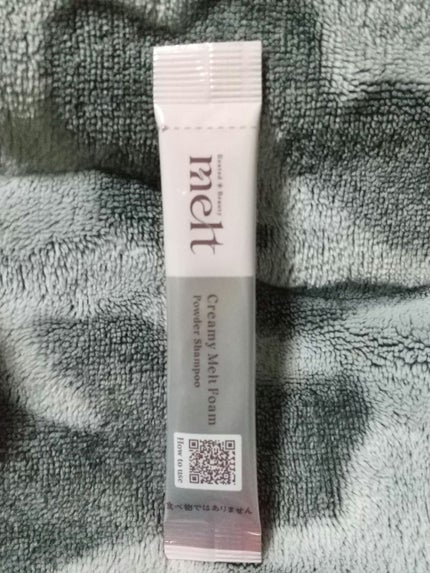 Rested✳Beauty
melt
Creamy Melt Foam
Powder Shampoo
How to use
食べ物ではありません